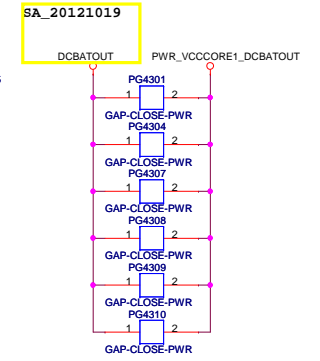 SA_20121019
DCBATOUT PWR_VCCCORE1_DCBATOUT
PG4301
1 2
GAP-CLOSE-PWR
PG4304
1 2
GAP-CLOSE-PWR
PG4307
1 2
GAP-CLOSE-PWR
PG4308
1 2
GAP-CLOSE-PWR
PG4309
1 2
GAP-CLOSE-PWR
PG4310
1 2
GAP-CLOSE-PWR